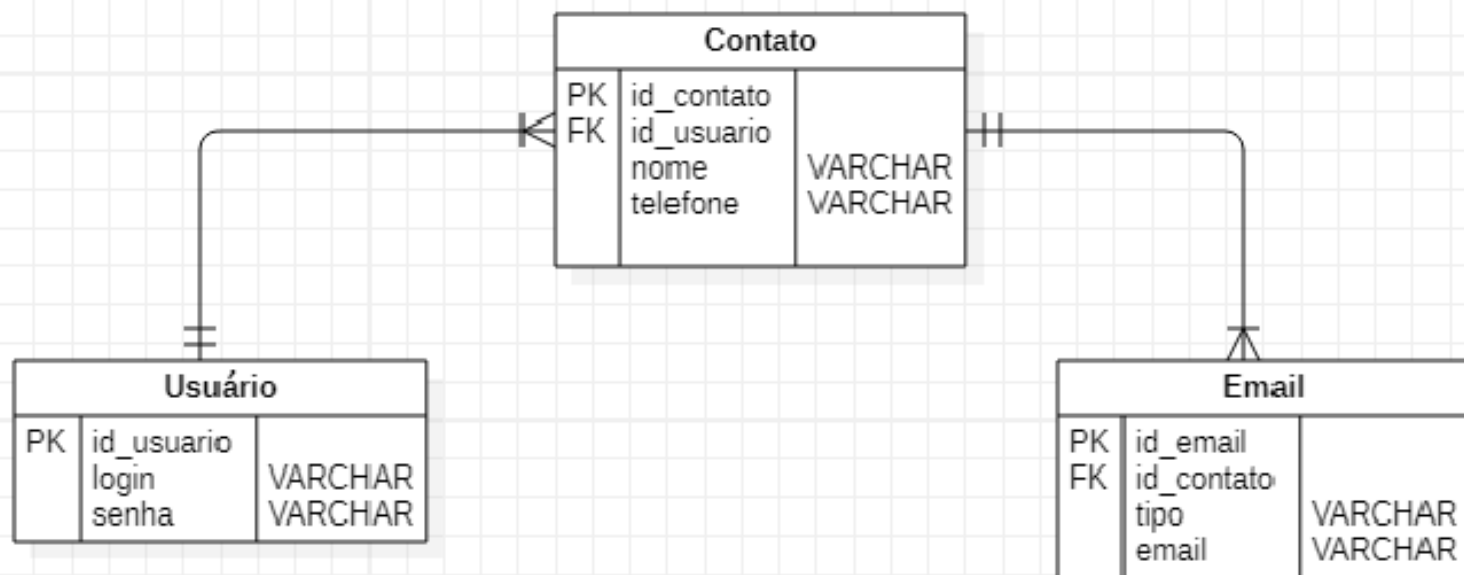 Contato
PK id_contato
FK id_usuario
nome VARCHAR
telefone VARCHAR
Usuário
PK id_usuario
login VARCHAR
senha VARCHAR
Email
PK id_email
FK id_contato
tipo VARCHAR
email VARCHAR